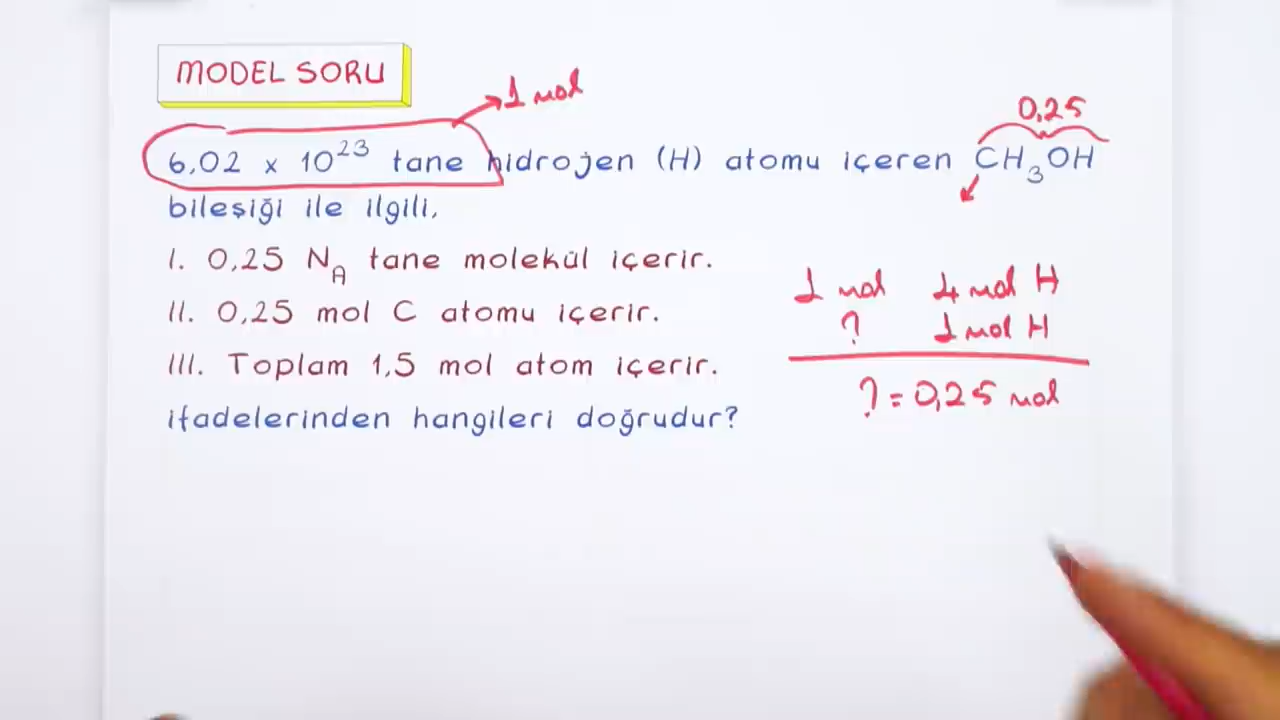 MODEL SORU
1 mol
0,25
6,02 x 10²³ tane hidrojen (H) atomu içeren CH₃OH
bileşiği ile ilgili,
I. 0,25 Nᴀ tane molekül içerir.
II. 0,25 mol C atomu içerir.
III. Toplam 1,5 mol atom içerir.
ifadelerinden hangileri doğrudur?
1 mol 4 mol H
? 1 mol H
? = 0,25 mol